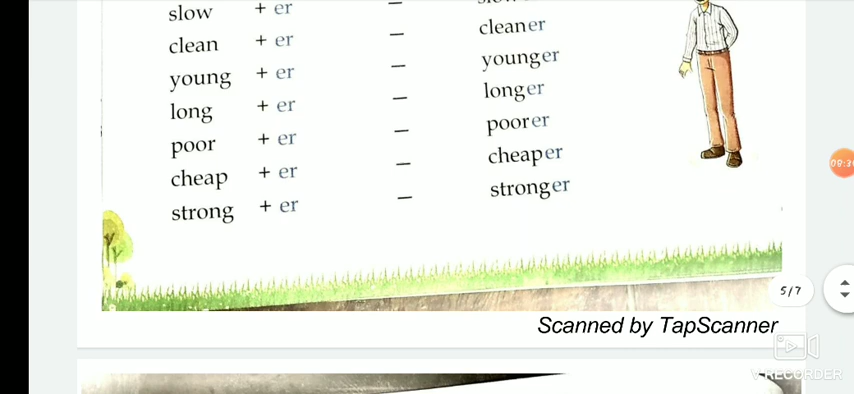 slow + er –
clean + er – cleaner
young + er – younger
long + er – longer
poor + er – poorer
cheap + er – cheaper
strong + er – stronger
5/7
Scanned by TapScanner
V RECORDER